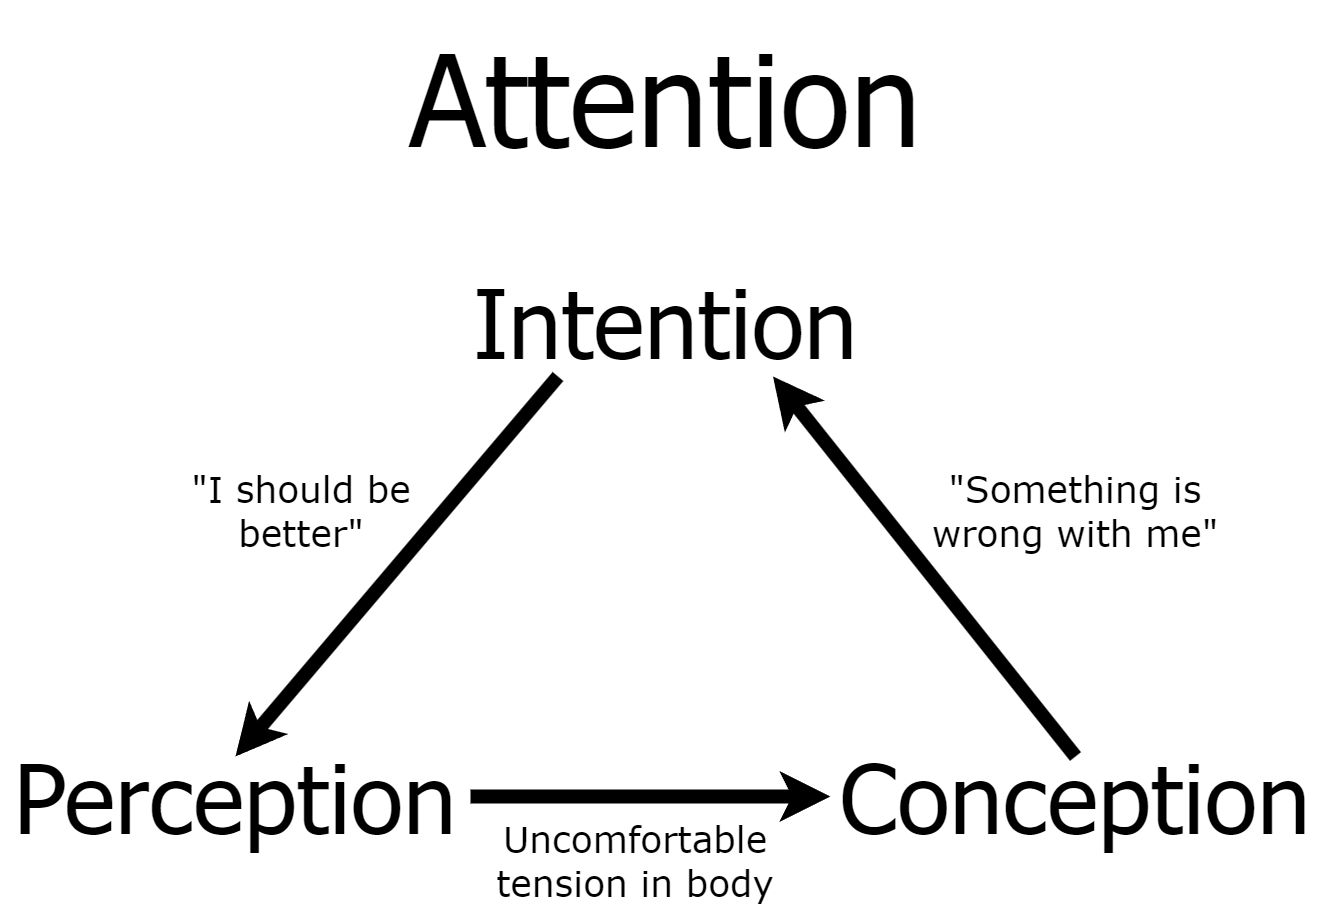 Attention
Intention
"I should be
better"
"Something is
wrong with me"
Perception
Uncomfortable
tension in body
Conception